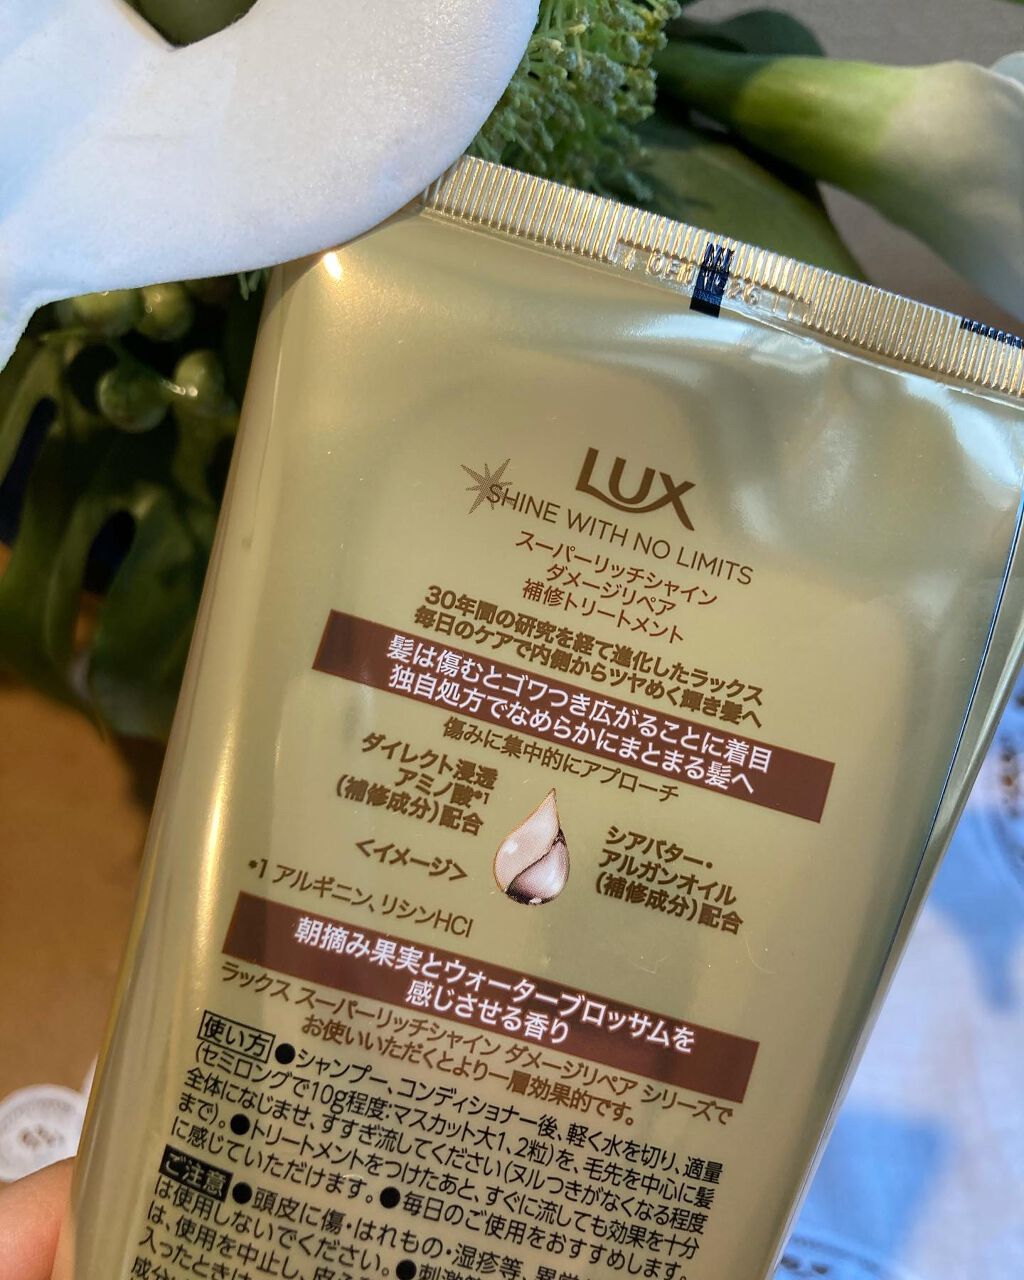 LUX
SHINE WITH NO LIMITS
スーパーリッチシャイン
ダメージリペア
補修トリートメント
30年間の研究を経て進化したラックス
毎日のケアで内側からツヤめく輝き髪へ
髪は傷むとゴワつき広がることに着目
独自処方でなめらかにまとまる髪へ
傷みに集中的にアプローチ
ダイレクト浸透
アミノ酸*1
(補修成分)配合
<イメージ>
シアバター・
アルガンオイル
(補修成分)配合
*1 アルギニン、リシンHCl
朝摘み果実とウォーターブロッサムを
感じさせる香り
ラックス スーパーリッチシャイン ダメージリペア シリーズで
お使いいただくとより一層効果的です。
使い方 ●シャンプー、コンディショナー後、軽く水を切り、適量
(セミロングで10g程度:マスカット大1、2粒)を、毛先を中心に髪
全体になじませ、すすぎ流してください(ヌルつきがなくなる程度
まで)。●トリートメントをつけたあと、すぐに流しても効果を十分
に感じていただけます。●毎日のご使用をおすすめします。
ご注意 ●頭皮に傷・はれもの・湿疹等、異常
は使用しないでください。●刺激等
は、使用を中止し、皮
入ったときは
成分